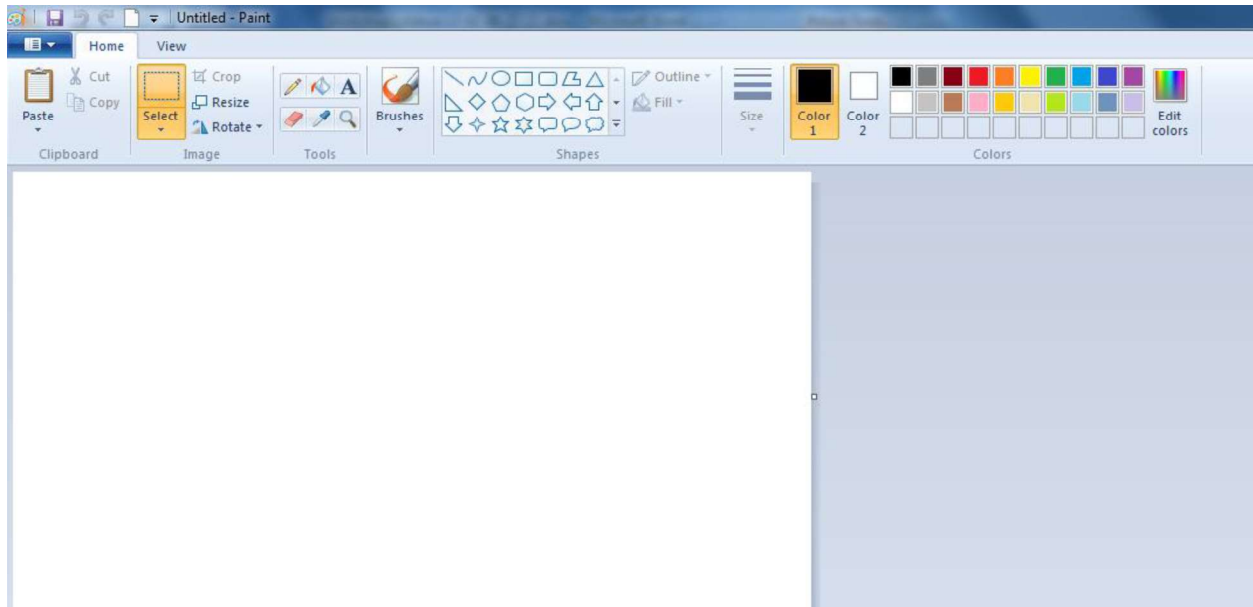 Untitled - Paint
Home View
Cut
Copy
Paste
Clipboard
Select
Crop
Resize
Rotate
Image
A
Tools
Brushes
Outline
Fill
Shapes
Size
Color 1
Color 2
Edit colors
Colors